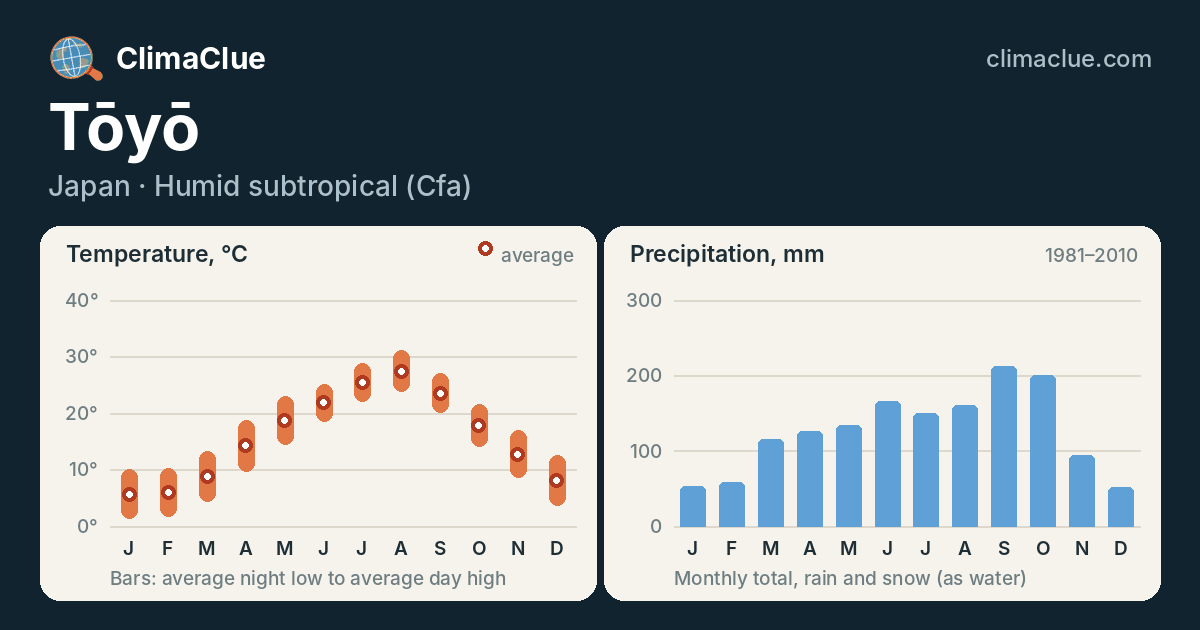 ClimaClue
climaclue.com
Tōyō
Japan · Humid subtropical (Cfa)
Temperature, °C
average
40°
30°
20°
10°
0°
J F M A M J J A S O N D
Bars: average night low to average day high
Precipitation, mm
1981–2010
300
200
100
0
J F M A M J J A S O N D
Monthly total, rain and snow (as water)